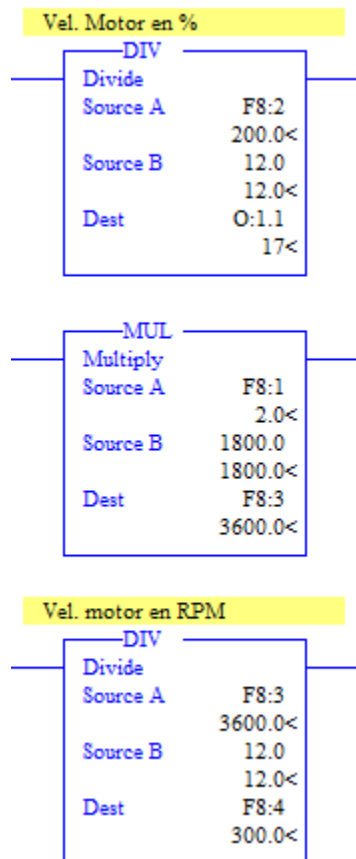 Vel. Motor en %
DIV
Divide
Source A F8:2
200.0<
Source B 12.0
12.0<
Dest O:1.1
17<
MUL
Multiply
Source A F8:1
2.0<
Source B 1800.0
1800.0<
Dest F8:3
3600.0<
Vel. motor en RPM
DIV
Divide
Source A F8:3
3600.0<
Source B 12.0
12.0<
Dest F8:4
300.0<